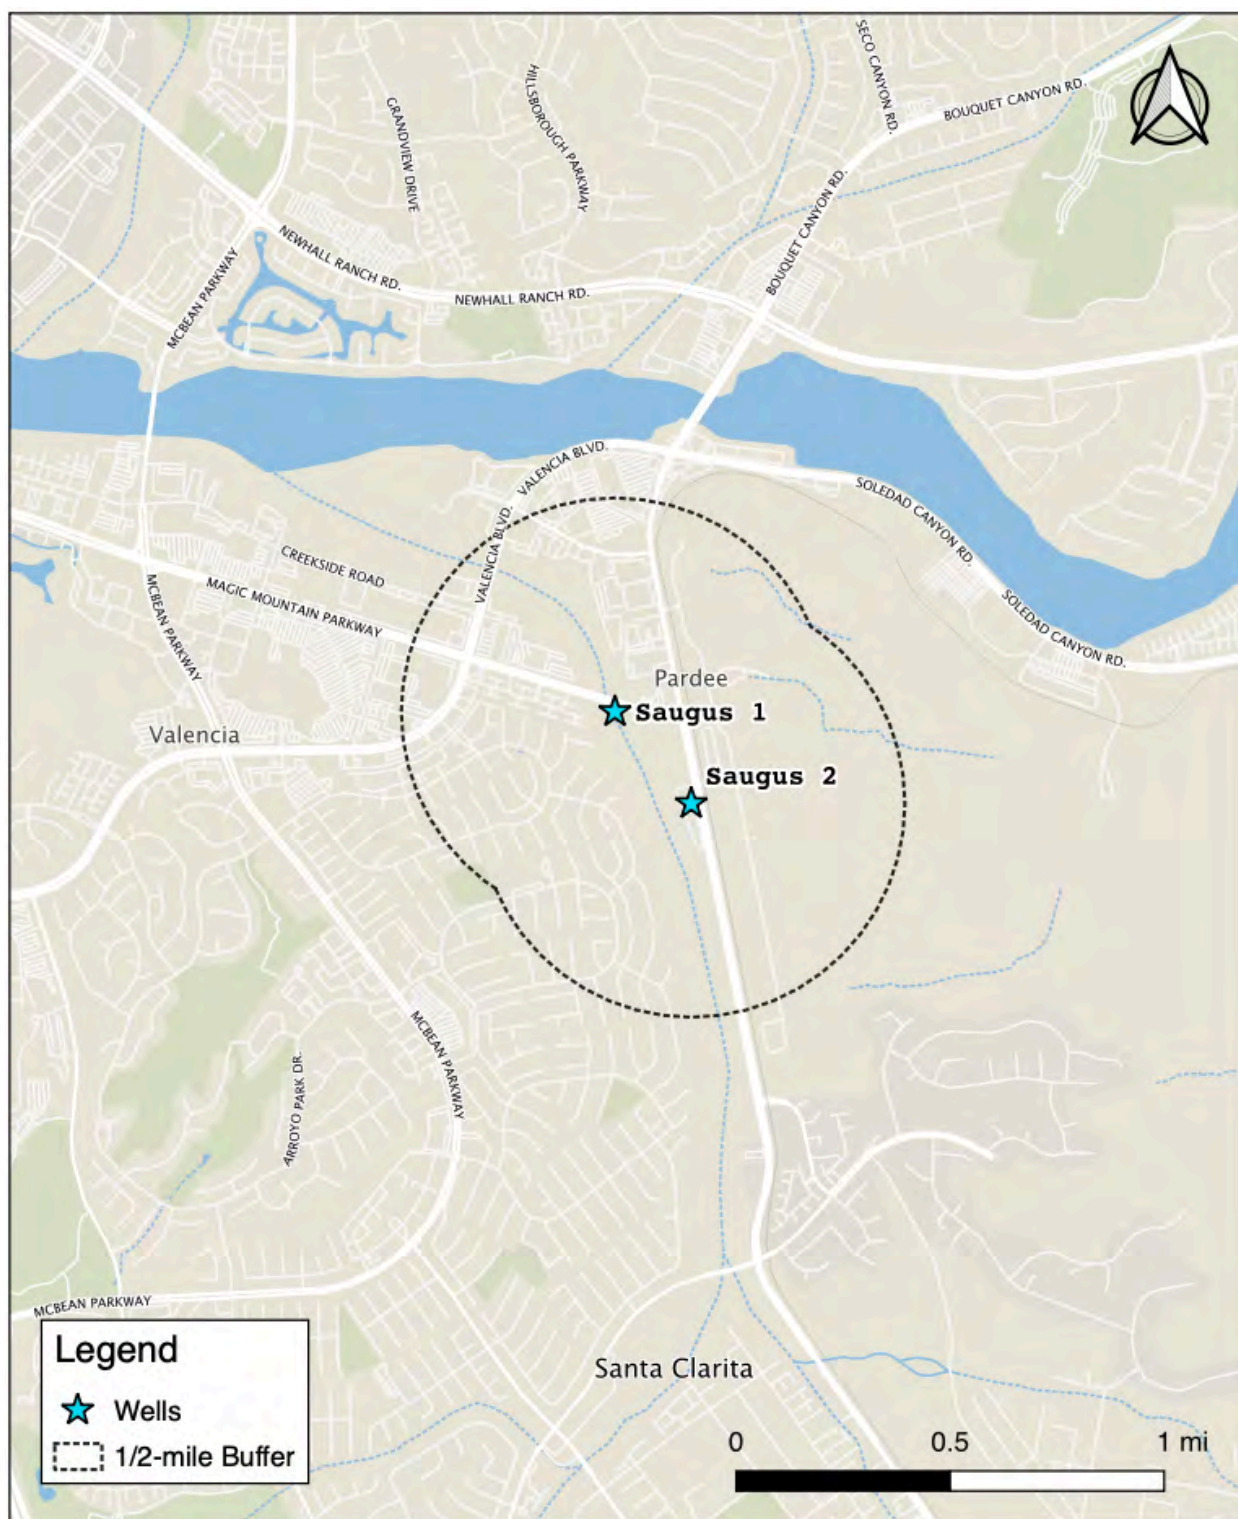 SECO CANYON RD.
BOUQUET CANYON RD.
HILLSBOROUGH PARKWAY
GRANDVIEW DRIVE
BOUQUET CANYON RD.
NEWHALL RANCH RD.
NEWHALL RANCH RD.
MCBEAN PARKWAY
VALENCIA BLVD.
SOLEDAD CANYON RD.
VALENCIA BLVD.
CREEKSIDE ROAD
MAGIC MOUNTAIN PARKWAY
MCBEAN PARKWAY
SOLEDAD CANYON RD.
Pardee
Saugus 1
Valencia
Saugus 2
MCBEAN PARKWAY
ARROYO PARK DR.
MCBEAN PARKWAY
Legend
Wells
1/2-mile Buffer
Santa Clarita
0 0.5 1 mi